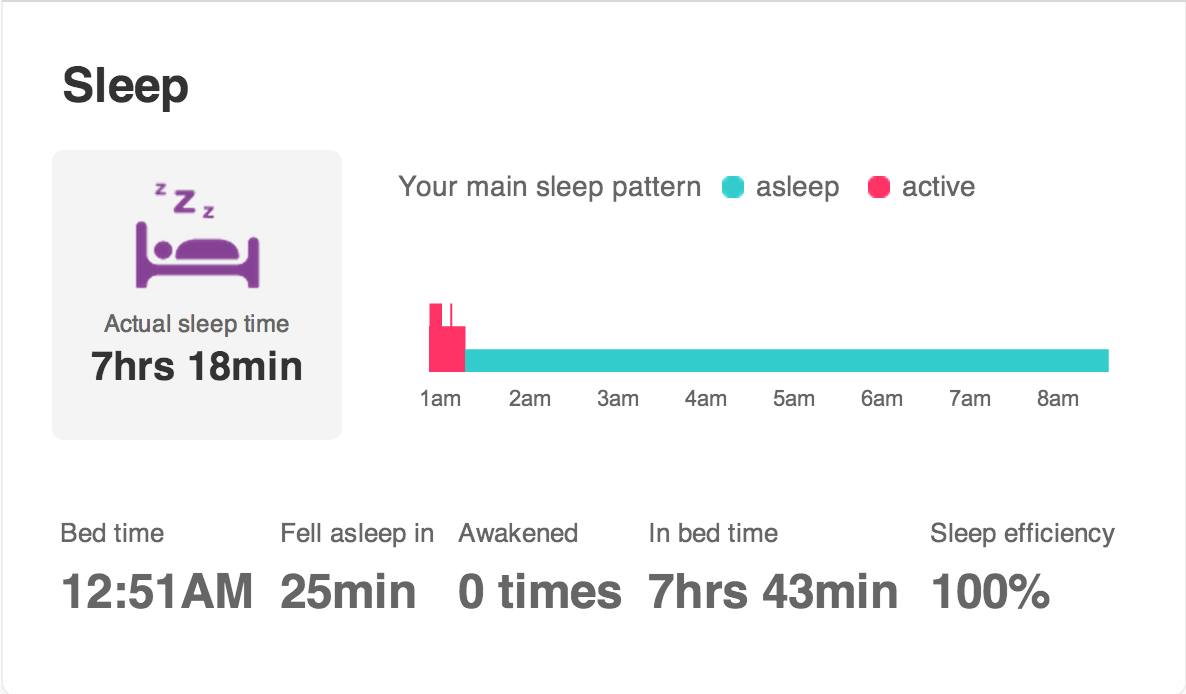 Sleep
z Z z
Your main sleep pattern asleep active
Actual sleep time
7hrs 18min
1am 2am 3am 4am 5am 6am 7am 8am
Bed time Fell asleep in Awakened In bed time Sleep efficiency
12:51AM 25min 0 times 7hrs 43min 100%